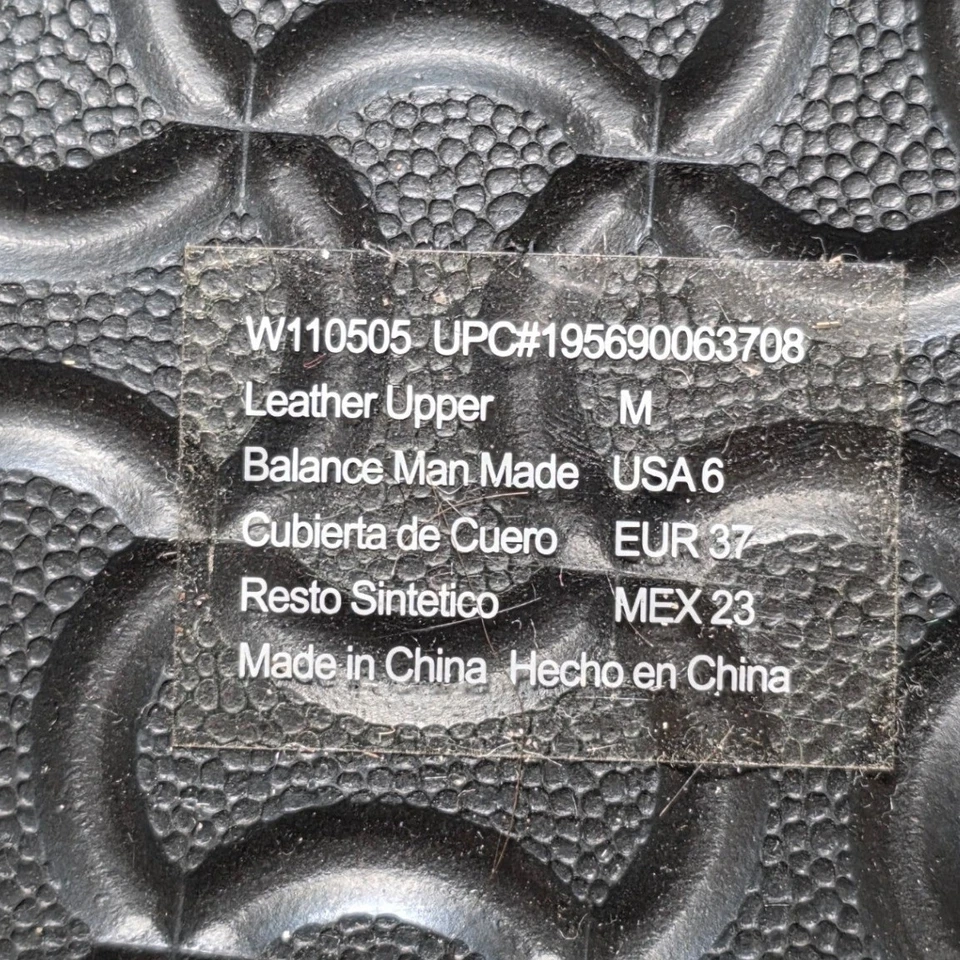 W110505 UPC#195690063708
Leather Upper M
Balance Man Made USA 6
Cubierta de Cuero EUR 37
Resto Sintetico MEX 23
Made in China Hecho en China